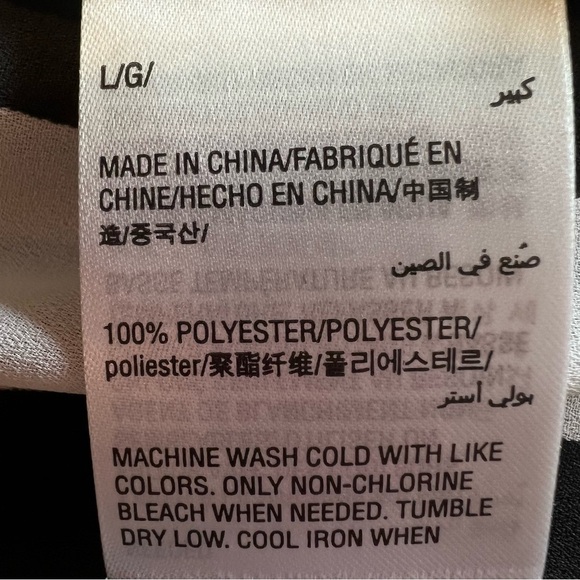 L/G/
كبير
MADE IN CHINA/FABRIQUÉ EN
CHINE/HECHO EN CHINA/中国制
造/중국산/
صُنع في الصين
100% POLYESTER/POLYESTER/
poliester/聚酯纤维/폴리에스테르/
بولي أستر
MACHINE WASH COLD WITH LIKE
COLORS. ONLY NON-CHLORINE
BLEACH WHEN NEEDED. TUMBLE
DRY LOW. COOL IRON WHEN